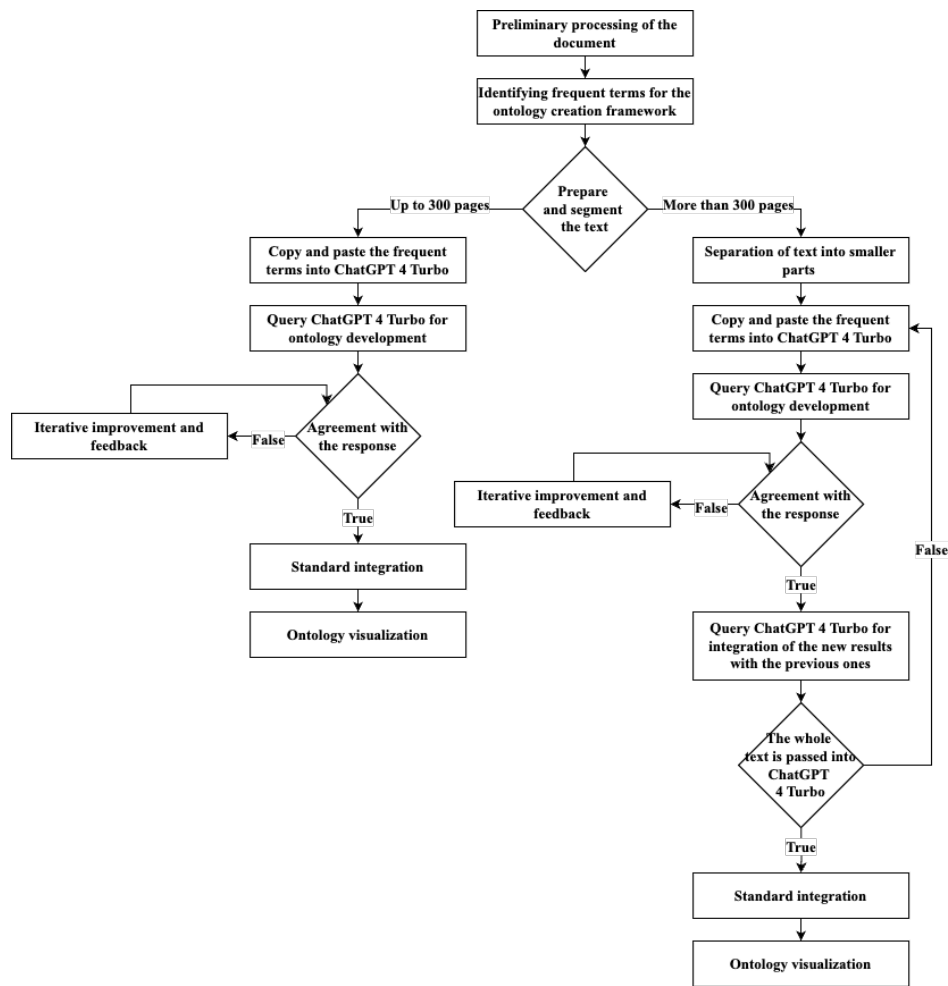 Preliminary processing of the
document
Identifying frequent terms for the
ontology creation framework
Prepare
and segment
the text
Up to 300 pages
More than 300 pages
Copy and paste the frequent
terms into ChatGPT 4 Turbo
Query ChatGPT 4 Turbo for
ontology development
Agreement with
the response
False
Iterative improvement and
feedback
True
Standard integration
Ontology visualization
Separation of text into smaller
parts
Copy and paste the frequent
terms into ChatGPT 4 Turbo
Query ChatGPT 4 Turbo for
ontology development
Agreement with
the response
False
Iterative improvement and
feedback
True
Query ChatGPT 4 Turbo for
integration of the new results
with the previous ones
The whole
text is passed into
ChatGPT
4 Turbo
False
True
Standard integration
Ontology visualization